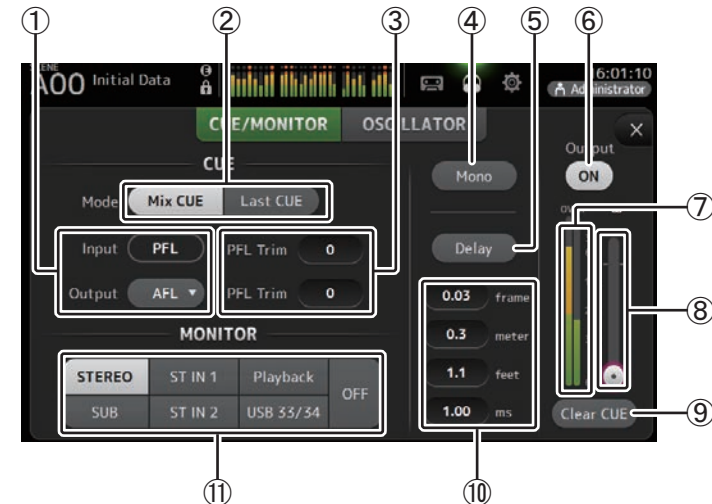 ① ② ③ ④ ⑤ ⑥
SCENE
A00 Initial Data
16:01:10
Administrator
CUE/MONITOR OSCILLATOR
CUE
Output
Mode Mix CUE Last CUE
Mono
ON
⑦
Input PFL PFL Trim 0
Delay
Output AFL PFL Trim 0
0.03 frame
⑧
0.3 meter
MONITOR
STEREO ST IN 1 Playback OFF
1.1 feet
SUB ST IN 2 USB 33/34
1.00 ms
Clear CUE ⑨
⑪ ⑩